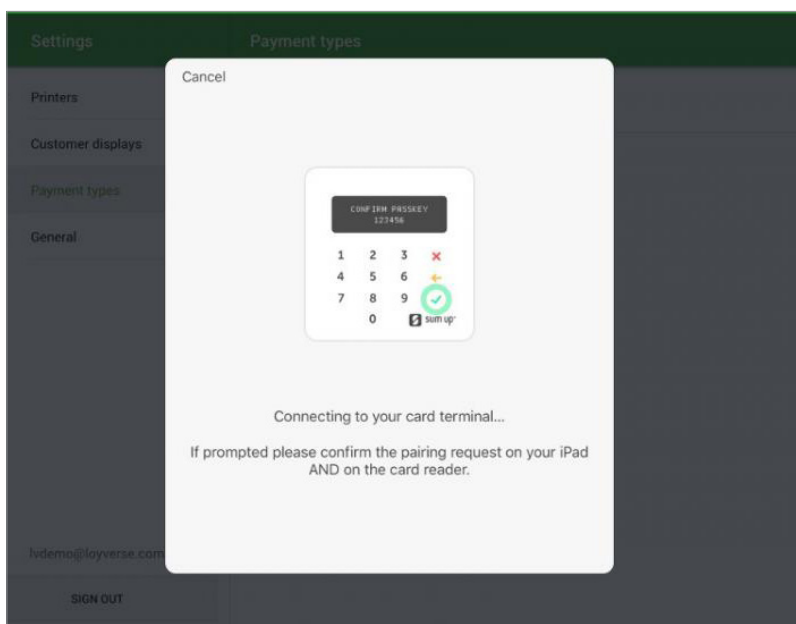 Settings
Payment types
Cancel
Printers
Customer displays
Payment types
General
CONFIRM PASSKEY
123456
1 2 3
4 5 6
7 8 9
0 sum up
Connecting to your card terminal...
If prompted please confirm the pairing request on your iPad
AND on the card reader.
lvdemo@loyverse.com
SIGN OUT